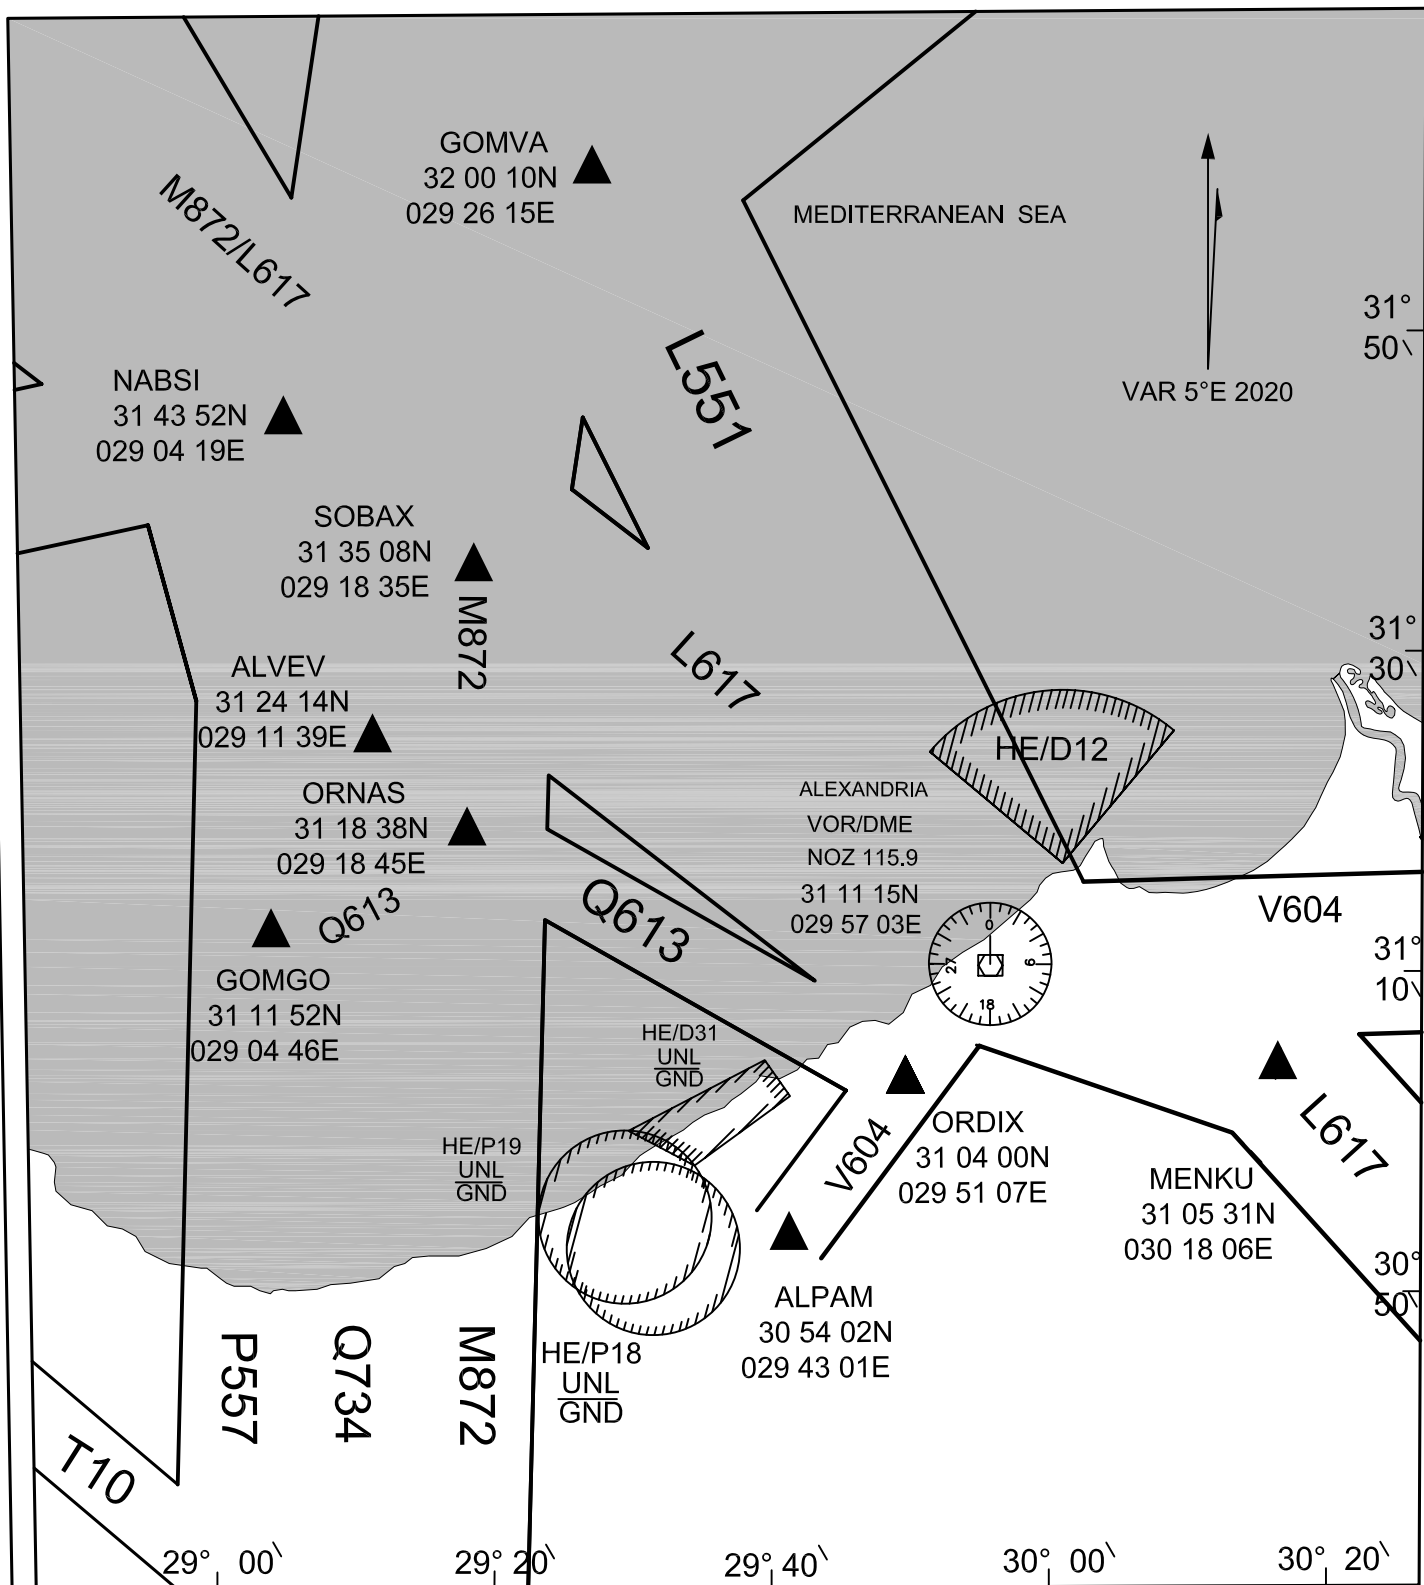 GOMVA
32 00 10N
029 26 15E
MEDITERRANEAN SEA
M872/L617
31°
50\
VAR 5°E 2020
L551
NABSI
31 43 52N
029 04 19E
SOBAX
31 35 08N
029 18 35E
M872
L617
31°
30\
ALVEV
31 24 14N
029 11 39E
HE/D12
ORNAS
31 18 38N
029 18 45E
ALEXANDRIA
VOR/DME
NOZ 115.9
31 11 15N
029 57 03E
Q613
Q613
V604
0
9
18
27
31°
10\
GOMGO
31 11 52N
029 04 46E
HE/D31
UNL
GND
HE/P19
UNL
GND
V604
ORDIX
31 04 00N
029 51 07E
L617
MENKU
31 05 31N
030 18 06E
30°
50\
ALPAM
30 54 02N
029 43 01E
HE/P18
UNL
GND
P557
Q734
M872
T10
29° 00\
29° 20\
29° 40\
30° 00\
30° 20\